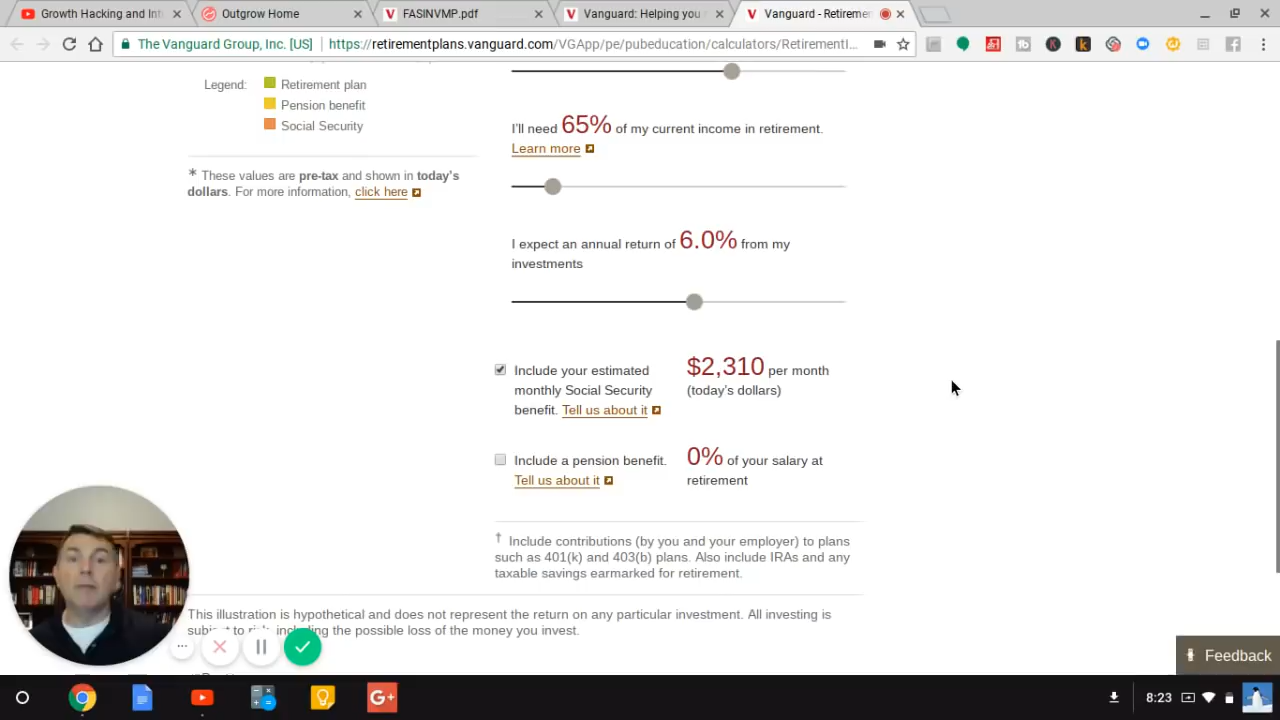 Growth Hacking and Int
Outgrow Home
FASINVMP.pdf
Vanguard: Helping you
Vanguard - Retiremen
The Vanguard Group, Inc. [US]
https://retirementplans.vanguard.com/VGApp/pe/pubeducation/calculators/RetirementI...
Legend:
Retirement plan
Pension benefit
Social Security
* These values are pre-tax and shown in today's
dollars. For more information, click here
I'll need 65% of my current income in retirement.
Learn more
I expect an annual return of 6.0% from my
investments
Include your estimated
monthly Social Security
benefit. Tell us about it
$2,310 per month
(today's dollars)
Include a pension benefit.
Tell us about it
0% of your salary at
retirement
† Include contributions (by you and your employer) to plans
such as 401(k) and 403(b) plans. Also include IRAs and any
taxable savings earmarked for retirement.
This illustration is hypothetical and does not represent the return on any particular investment. All investing is
subject to risk, including the possible loss of the money you invest.
Feedback
G+
8:23